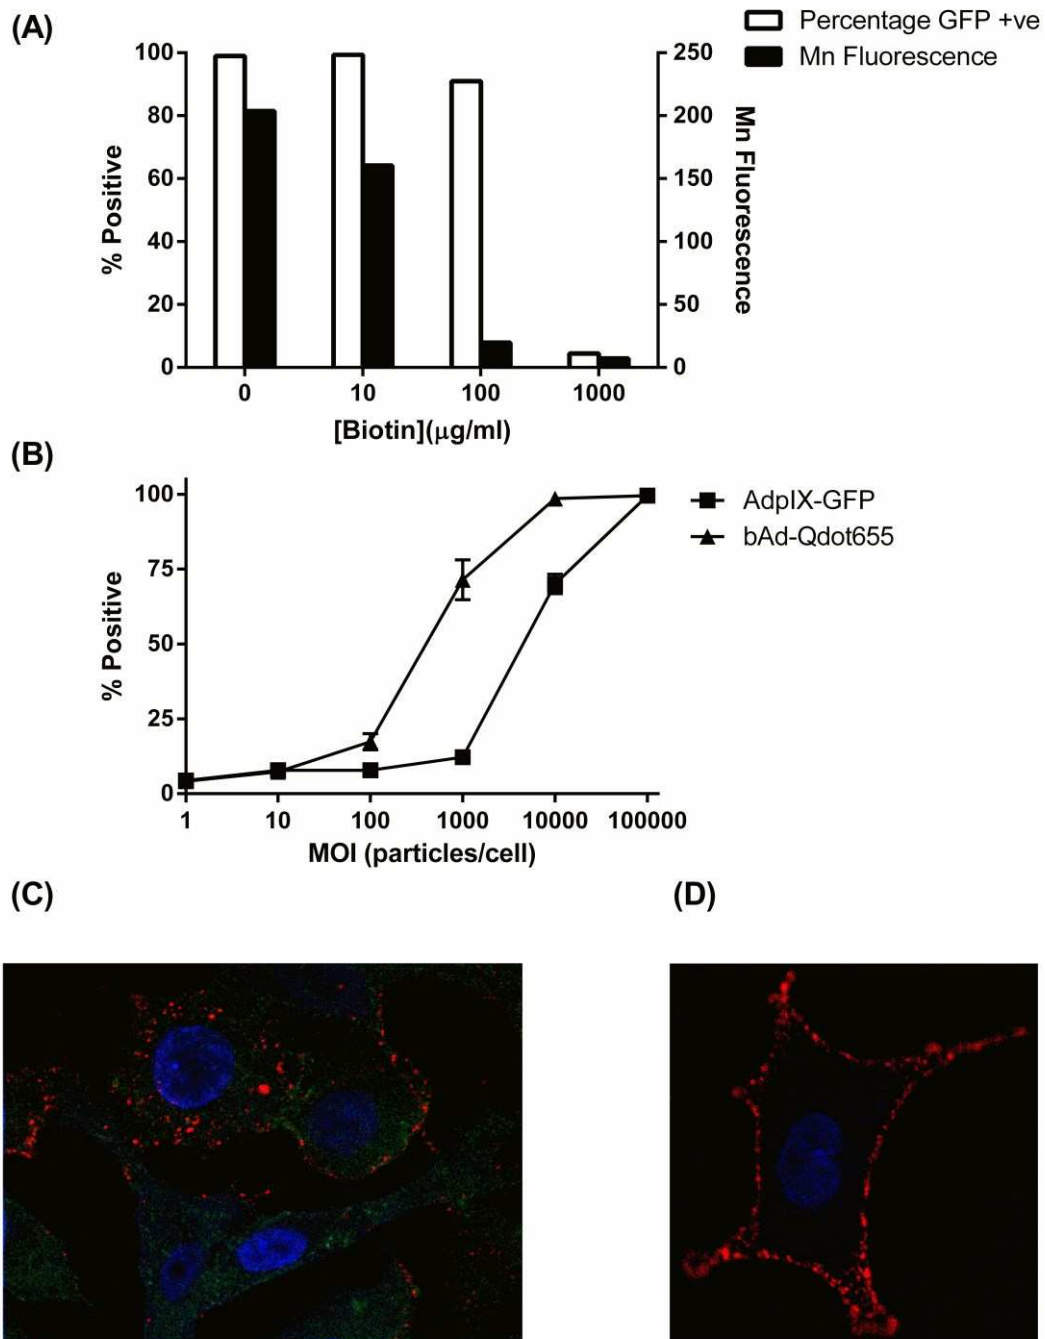 (A)
Percentage GFP +ve
Mn Fluorescence
100
80
60
40
20
0
% Positive
250
200
150
100
50
0
Mn Fluorescence
0 10 100 1000
[Biotin](μg/ml)
(B)
100
75
50
25
0
% Positive
AdpIX-GFP
bAd-Qdot655
1 10 100 1000 10000 100000
MOI (particles/cell)
(C) (D)